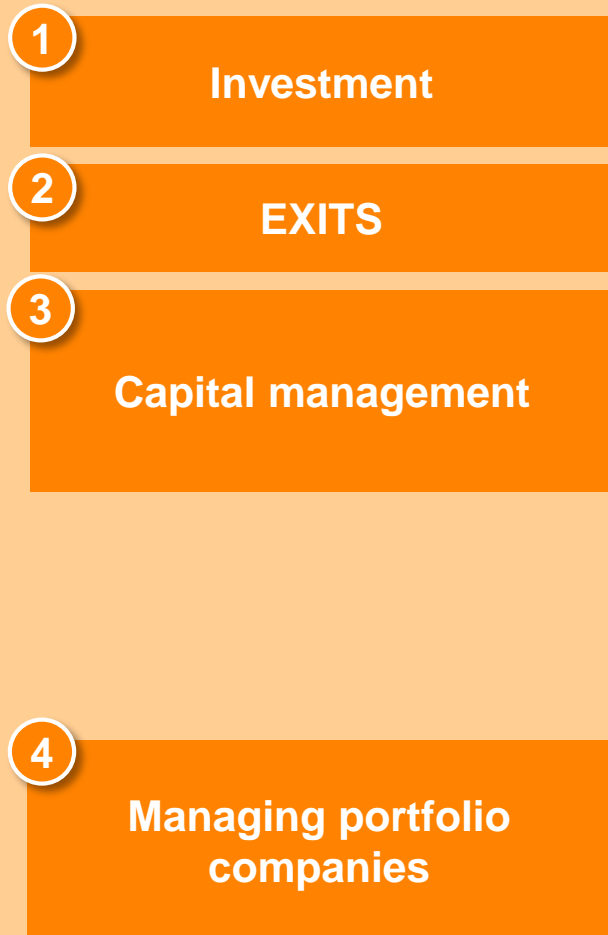 1
Investment
2
EXITS
3
Capital management
4
Managing portfolio
companies